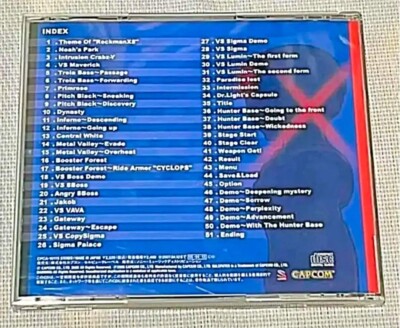 INDEX
1 Theme Of "RockmanX8"
2 Noah's Park
3 Intrusion CrabeY
4 VS Maverick
5 Troia Base~Passage
6 Troia Base~Forwarding
7 Primrose
8 Pitch Black~Sneaking
9 Pitch Black~Discovery
10 Dynasty
11 Inferno~Descending
12 Inferno~Going up
13 Central White
14 Metal Valley~Evade
15 Metal Valley~Overheat
16 Booster Forest
17 Booster Forest~Ride Armor "CYCLOPS"
18 VS Boss Demo
19 VS 8Boss
20 Angry 8Boss
21 Jakob
22 VS VAVA
23 Gateway
24 Gateway~Escape
25 VS CopySigma
26 Sigma Palace
27 VS Sigma Demo
28 VS Sigma
29 VS Lumin~The first form
30 VS Lumin Demo
31 VS Lumin~The second form
32 Paradise lost
33 Intermission
34 Dr.Light's Capsule
35 Title
36 Hunter Base~Going to the front
37 Hunter Base~Doubt
38 Hunter Base~Wickedness
39 Stage Start
40 Stage Clear
41 Weapon Get!
42 Result
43 Menu
44 Save&Load
45 Option
46 Demo~Deepening mystery
47 Demo~Sorrow
48 Demo~Perplexity
49 Demo~Advancement
50 Demo~With The Hunter Base
51 Ending
CAPCOM